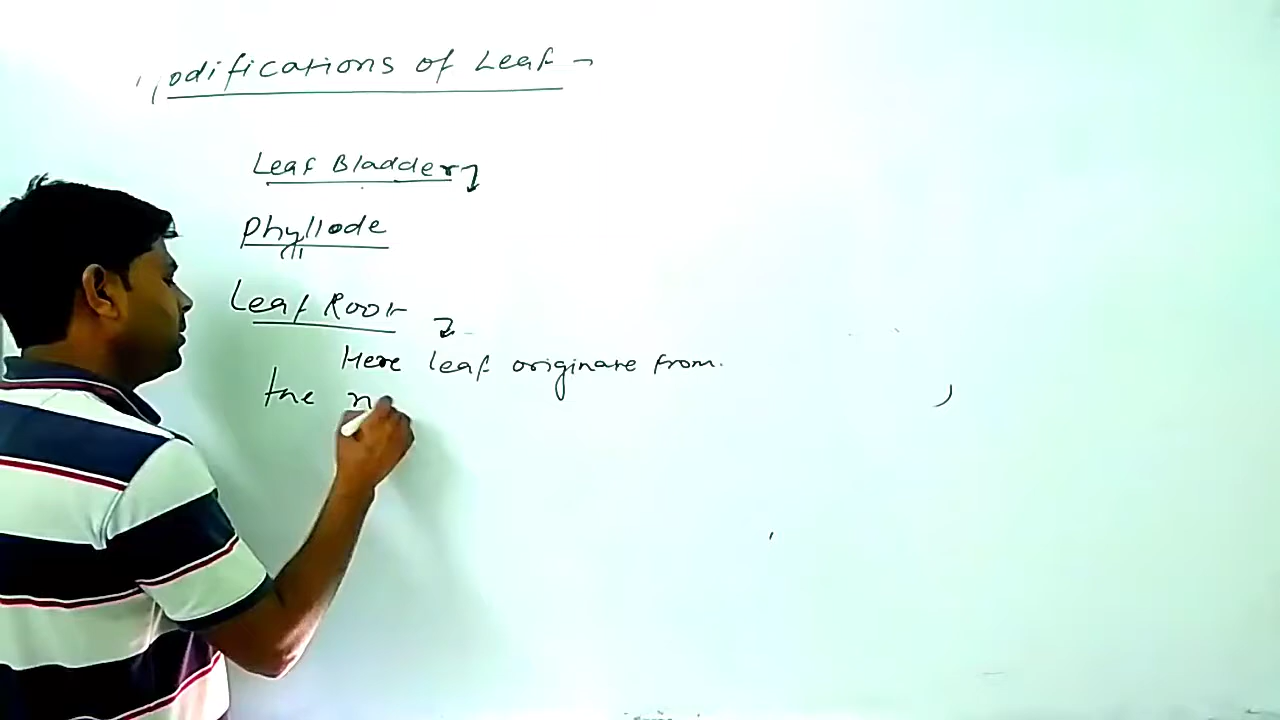 odifications of Leaf -
Leaf Bladder
Phyllode
Leaf Root
Here leaf originate from.
the n